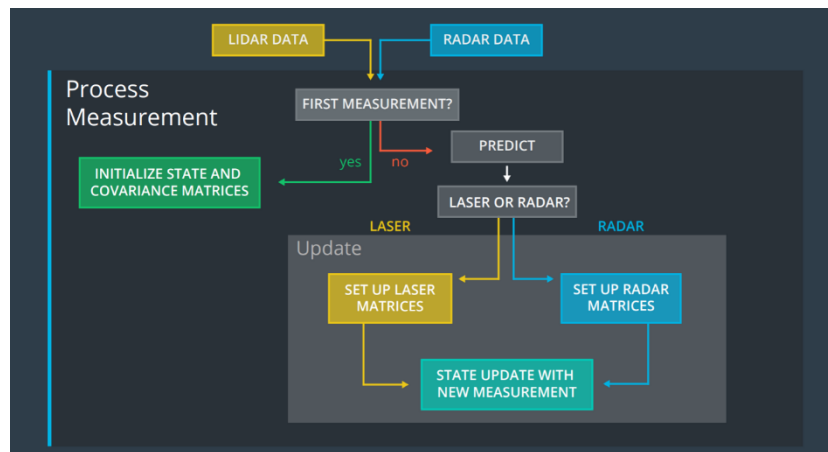 LIDAR DATA
RADAR DATA
Process
Measurement
FIRST MEASUREMENT?
yes
no
PREDICT
INITIALIZE STATE AND
COVARIANCE MATRICES
LASER OR RADAR?
LASER
RADAR
Update
SET UP LASER
MATRICES
SET UP RADAR
MATRICES
STATE UPDATE WITH
NEW MEASUREMENT